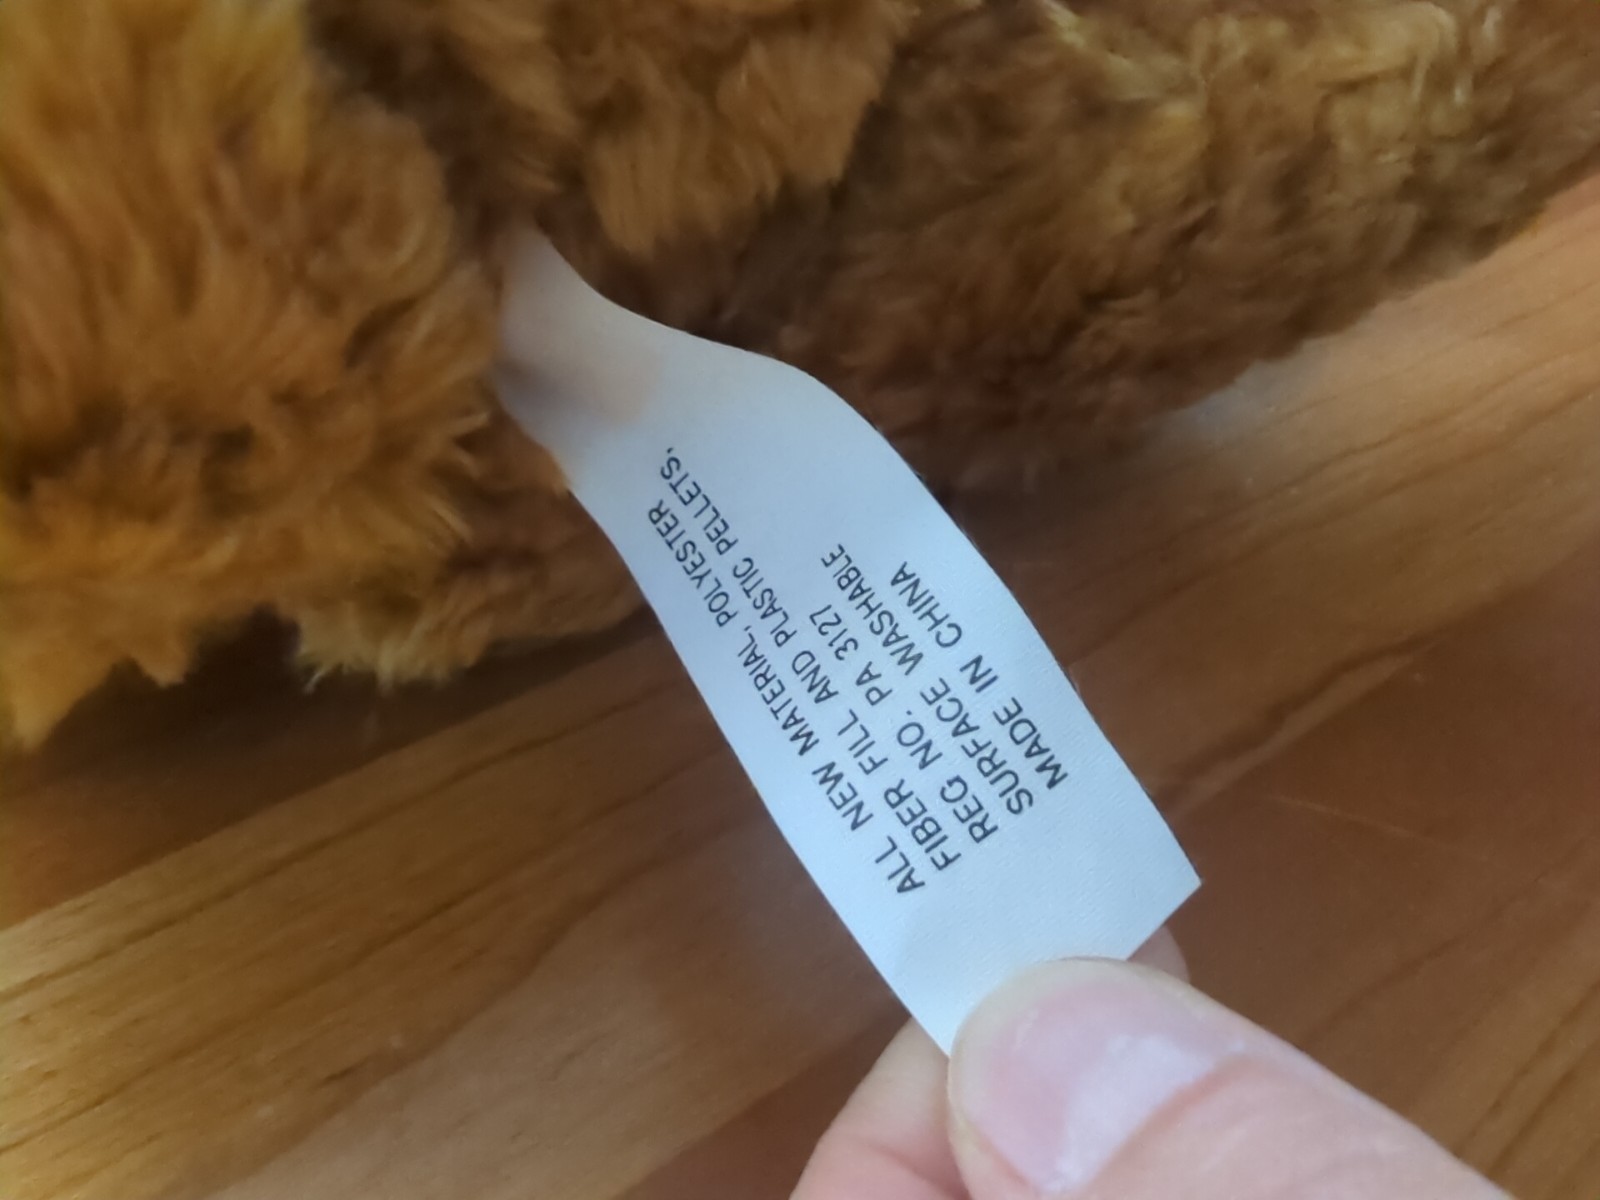 ALL NEW MATERIAL, POLYESTER
FIBER FILL AND PLASTIC PELLETS,
REG NO. PA 3127
SURFACE WASHABLE
MADE IN CHINA